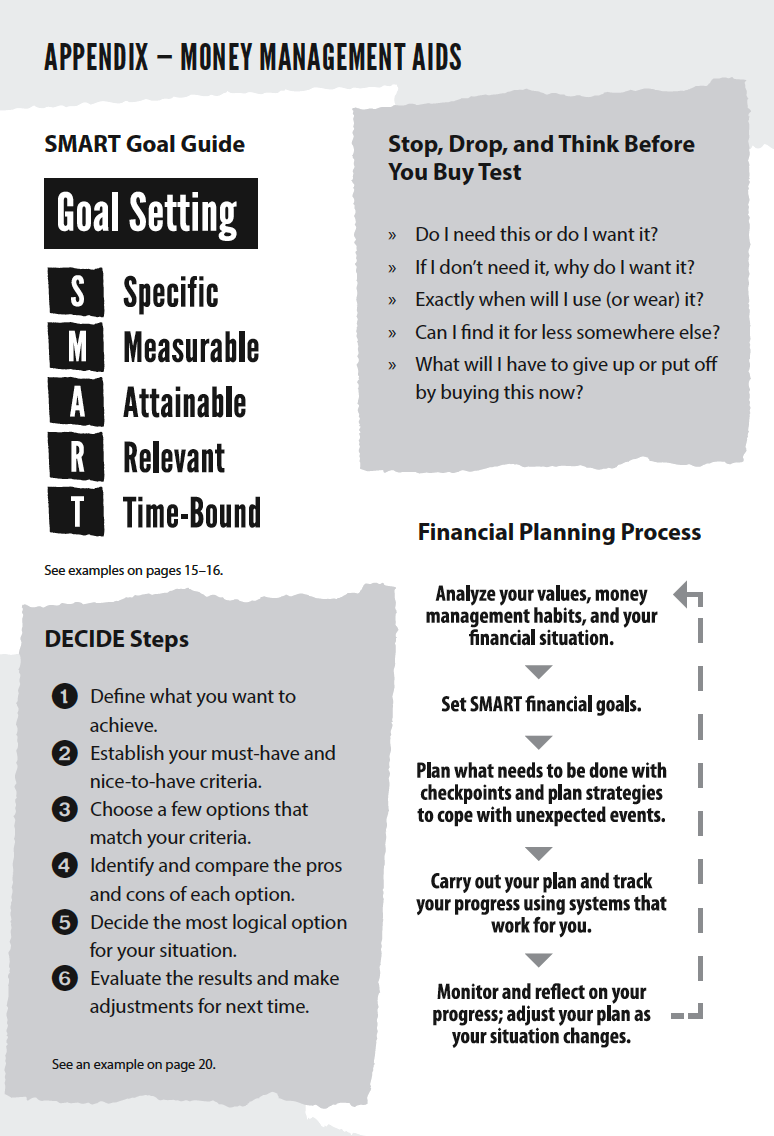 APPENDIX – MONEY MANAGEMENT AIDS
SMART Goal Guide
Goal Setting
S Specific
M Measurable
A Attainable
R Relevant
T Time-Bound
See examples on pages 15–16.
Stop, Drop, and Think Before
You Buy Test
» Do I need this or do I want it?
» If I don’t need it, why do I want it?
» Exactly when will I use (or wear) it?
» Can I find it for less somewhere else?
» What will I have to give up or put off
by buying this now?
DECIDE Steps
1 Define what you want to
achieve.
2 Establish your must-have and
nice-to-have criteria.
3 Choose a few options that
match your criteria.
4 Identify and compare the pros
and cons of each option.
5 Decide the most logical option
for your situation.
6 Evaluate the results and make
adjustments for next time.
See an example on page 20.
Financial Planning Process
Analyze your values, money
management habits, and your
financial situation.
Set SMART financial goals.
Plan what needs to be done with
checkpoints and plan strategies
to cope with unexpected events.
Carry out your plan and track
your progress using systems that
work for you.
Monitor and reflect on your
progress; adjust your plan as
your situation changes.